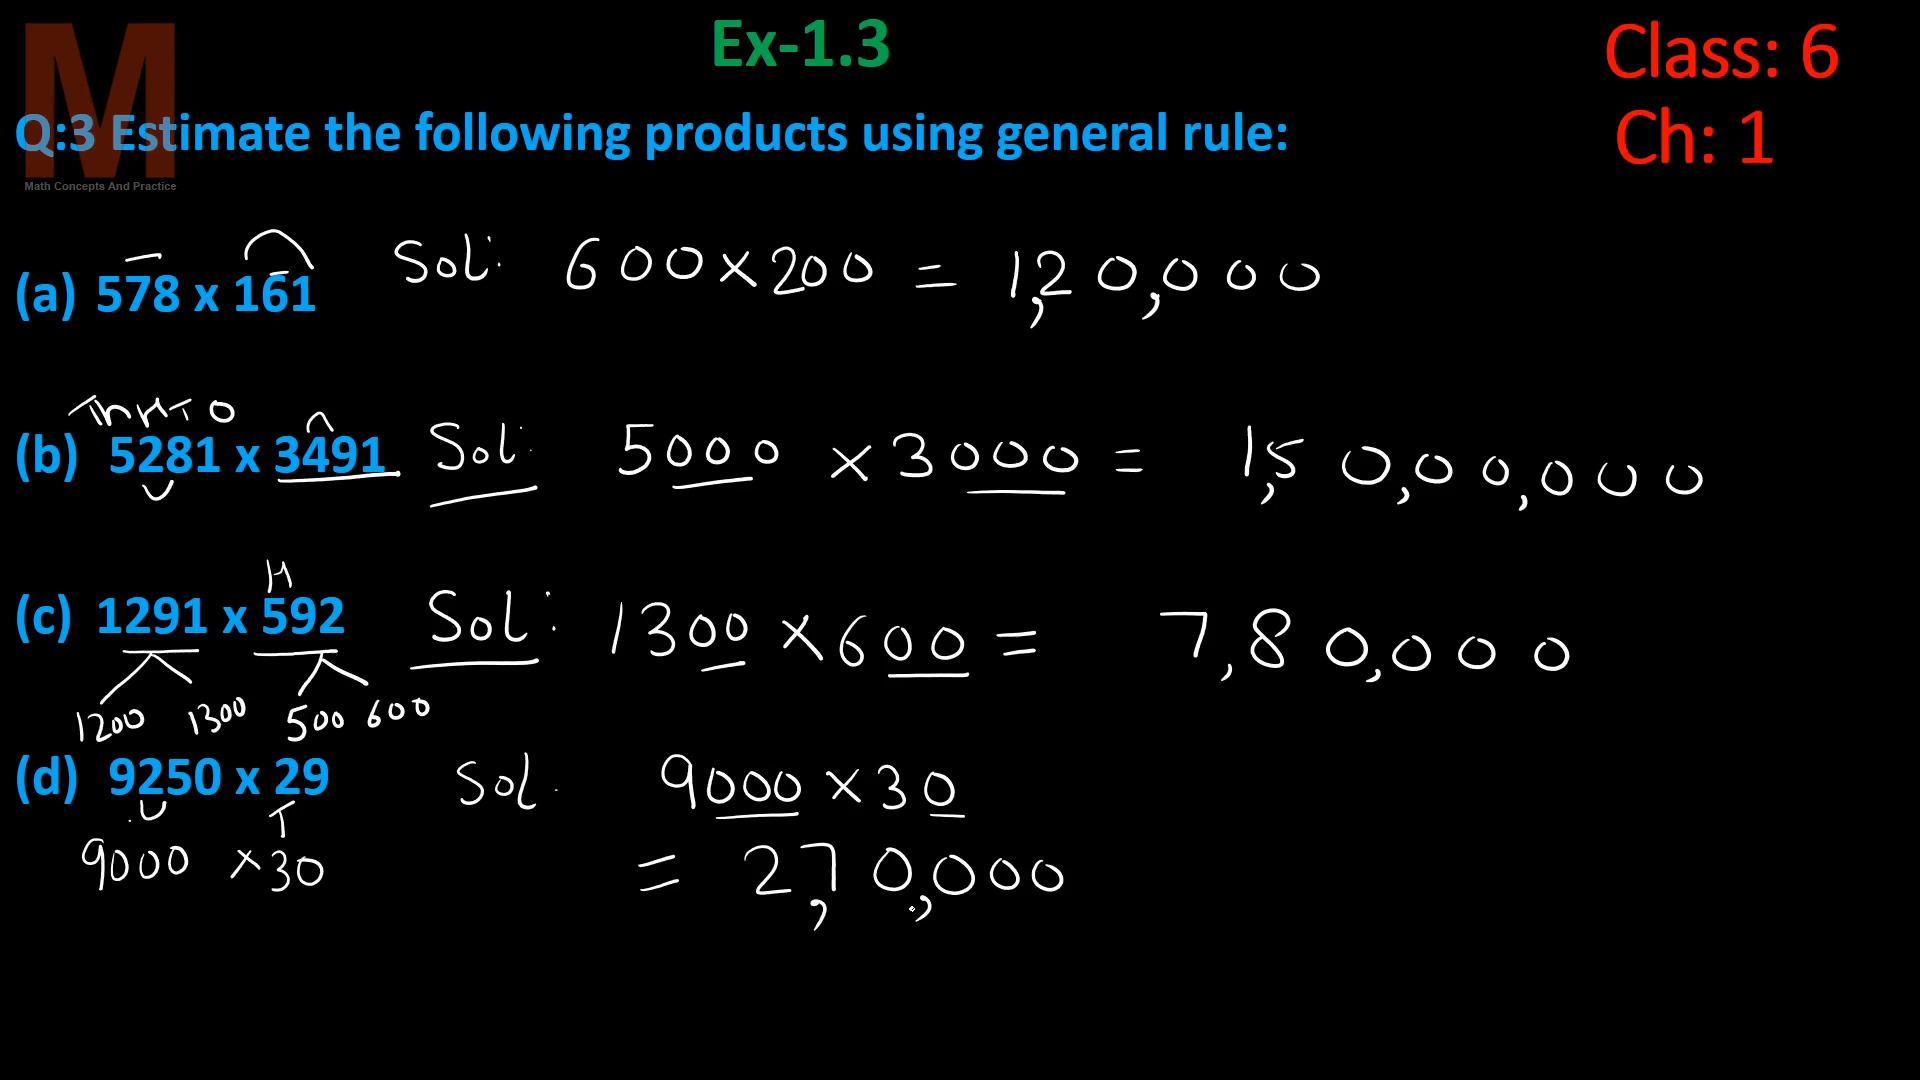 M
Math Concepts And Practice
Ex-1.3
Class: 6
Ch: 1
Q:3 Estimate the following products using general rule:
(a) 578 x 161 Sol: 600 × 200 = 1,20,000
Th H T O
(b) 5281 x 3491 Sol: 5000 × 3000 = 1,50,00,000
H
(c) 1291 x 592 Sol: 1300 × 600 = 7,80,000
1200 1300 500 600
(d) 9250 x 29 Sol. 9000 × 30
T
9000 × 30 = 27,0,000